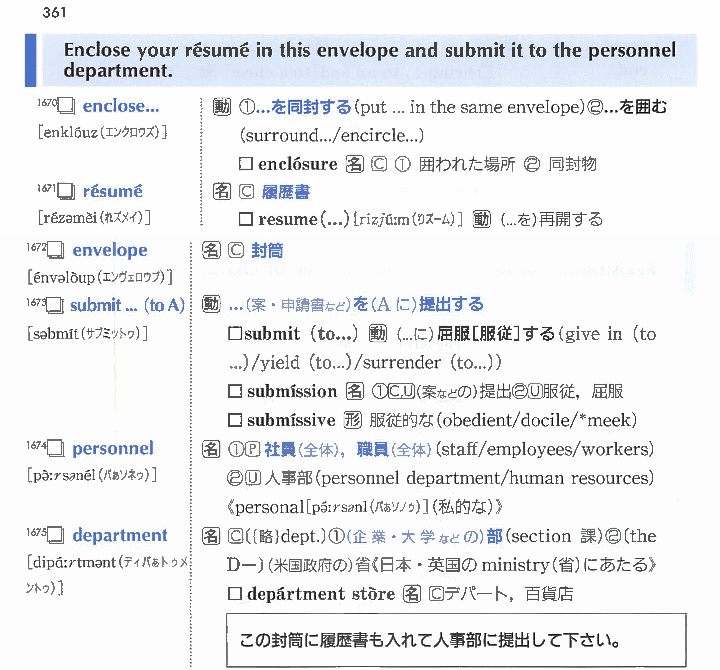 361
Enclose your résumé in this envelope and submit it to the personnel
department.
1670□ enclose... 動 ①...を同封する(put ... in the same envelope)②...を囲む
[enklóuz(エンクロウズ)] (surround.../encircle...)
□ enclósure 名 Ⓒ ① 囲われた場所 ② 同封物
1671□ résumé 名 Ⓒ 履歴書
[rézəmèi(れズメイ)] □ resume(...)[rizjú:m(リズーム)] 動 (...を)再開する
1672□ envelope 名 Ⓒ 封筒
[énvəlòup(エンヴェロウプ)]
1673□ submit ... (to A) 動 ...(案・申請書など)を(A に)提出する
[səbmít(サブミットゥ)] □submit (to...) 動 (...に)屈服[服従]する(give in (to
...)/yield (to...)/surrender (to...))
□ submíssion 名 ①Ⓒ,Ⓤ(案などの)提出②Ⓤ服従，屈服
□ submíssive 形 服従的な(obedient/docile/*meek)
1674□ personnel 名 ①Ⓟ社員(全体)，職員(全体)(staff/employees/workers)
[pə̀:rsənél(パぁソネゥ)] ②Ⓤ人事部(personnel department/human resources)
《personal[pə́:rsənl(パぁソノゥ)](私的な)》
1675□ department 名 Ⓒ({略}dept.)①(企業・大学などの)部(section 課)②(the
[dipɑ́:rtmənt(ディパぁトゥメ D—)(米国政府の)省《日本・英国の ministry(省)にあたる》
ントゥ)] □ depártment stòre 名 Ⓒデパート，百貨店
この封筒に履歴書も入れて人事部に提出して下さい。